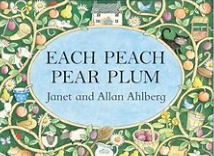 EACH PEACH
PEAR PLUM
Janet and Allan Ahlberg